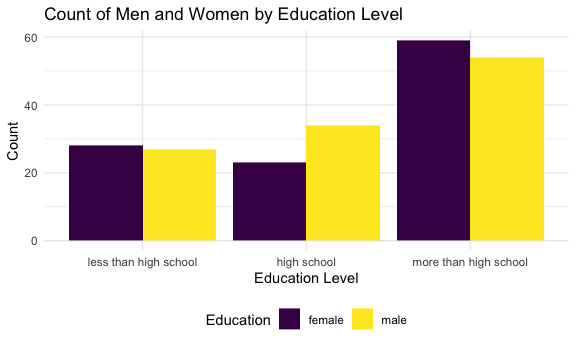 Count of Men and Women by Education Level
60
40
20
0
Count
less than high school high school more than high school
Education Level
Education female male